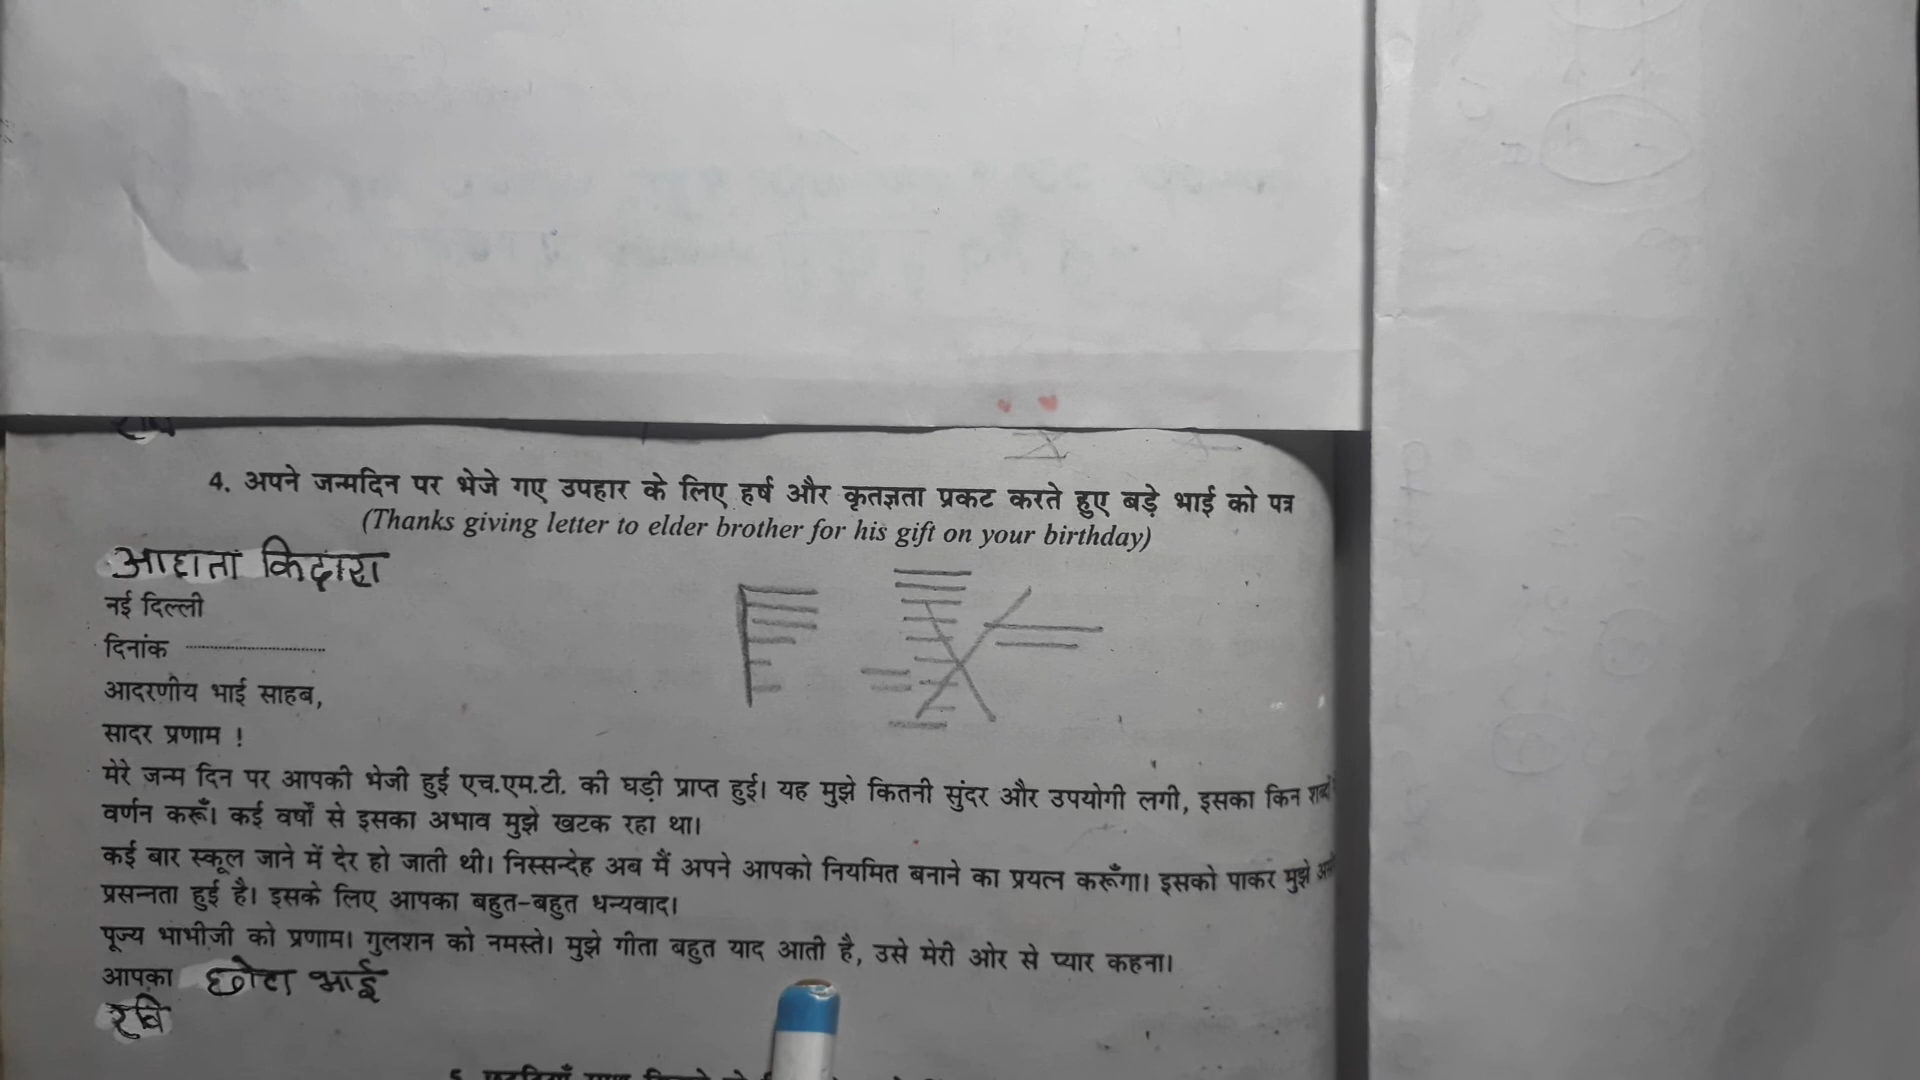 4. अपने जन्मदिन पर भेजे गए उपहार के लिए हर्ष और कृतज्ञता प्रकट करते हुए बड़े भाई को पत्र
(Thanks giving letter to elder brother for his gift on your birthday)
आहाता किदारा
नई दिल्ली
दिनांक ........................................
आदरणीय भाई साहब,
सादर प्रणाम !
मेरे जन्म दिन पर आपकी भेजी हुई एच.एम.टी. की घड़ी प्राप्त हुई। यह मुझे कितनी सुंदर और उपयोगी लगी, इसका किन
वर्णन करूँ। कई वर्षों से इसका अभाव मुझे खटक रहा था।
कई बार स्कूल जाने में देर हो जाती थी। निस्सन्देह अब मैं अपने आपको नियमित बनाने का प्रयत्न करूँगा। इसको पाकर मुझे
प्रसन्नता हुई है। इसके लिए आपका बहुत-बहुत धन्यवाद।
पूज्य भाभीजी को प्रणाम। गुलशन को नमस्ते। मुझे गीता बहुत याद आती है, उसे मेरी ओर से प्यार कहना।
आपका छोटा भाई
रवि